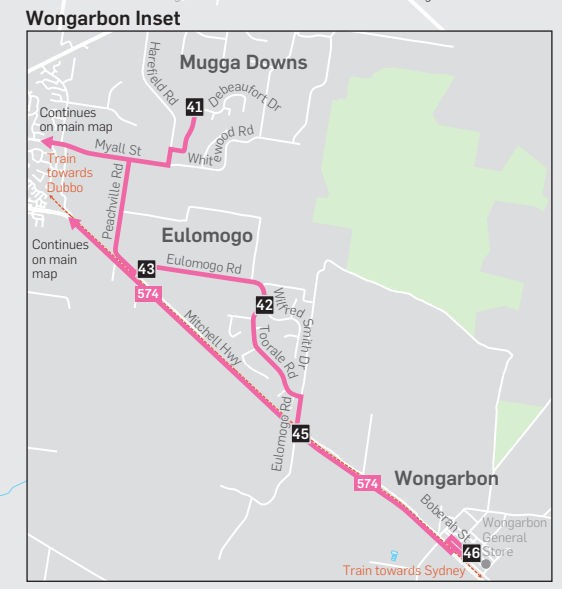 Wongarbon Inset
Mugga Downs
Harefield Rd
Debeaufort Dr
41
Continues
on main map
Myall St
Whitewood Rd
Train
towards
Dubbo
Peachville Rd
Eulomogo
Continues
on main
map
43
Eulomogo Rd
574
42
Wilfred Smith Dr
Mitchell Hwy
Toorale Rd
Eulomogo Rd
45
574
Wongarbon
Boberah St
Wongarbon
General
Store
46
Train towards Sydney